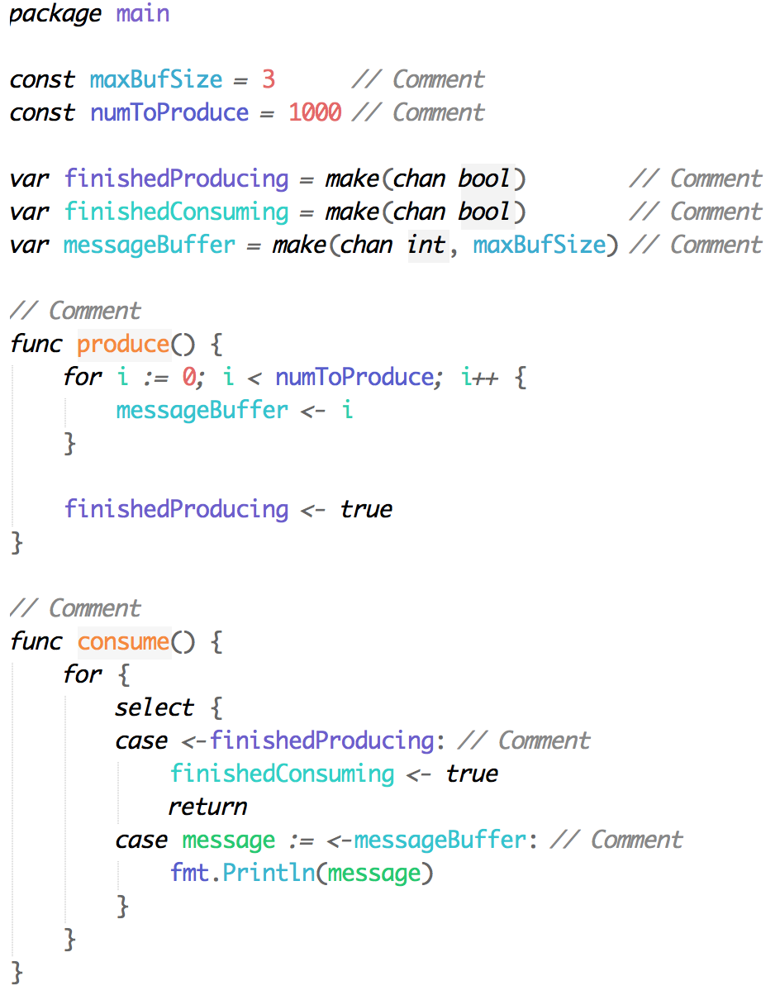 package main
const maxBufSize = 3 // Comment
const numToProduce = 1000 // Comment
var finishedProducing = make(chan bool) // Comment
var finishedConsuming = make(chan bool) // Comment
var messageBuffer = make(chan int, maxBufSize) // Comment
// Comment
func produce() {
for i := 0; i < numToProduce; i++ {
messageBuffer <- i
}
finishedProducing <- true
}
// Comment
func consume() {
for {
select {
case <-finishedProducing: // Comment
finishedConsuming <- true
return
case message := <-messageBuffer: // Comment
fmt.Println(message)
}
}
}